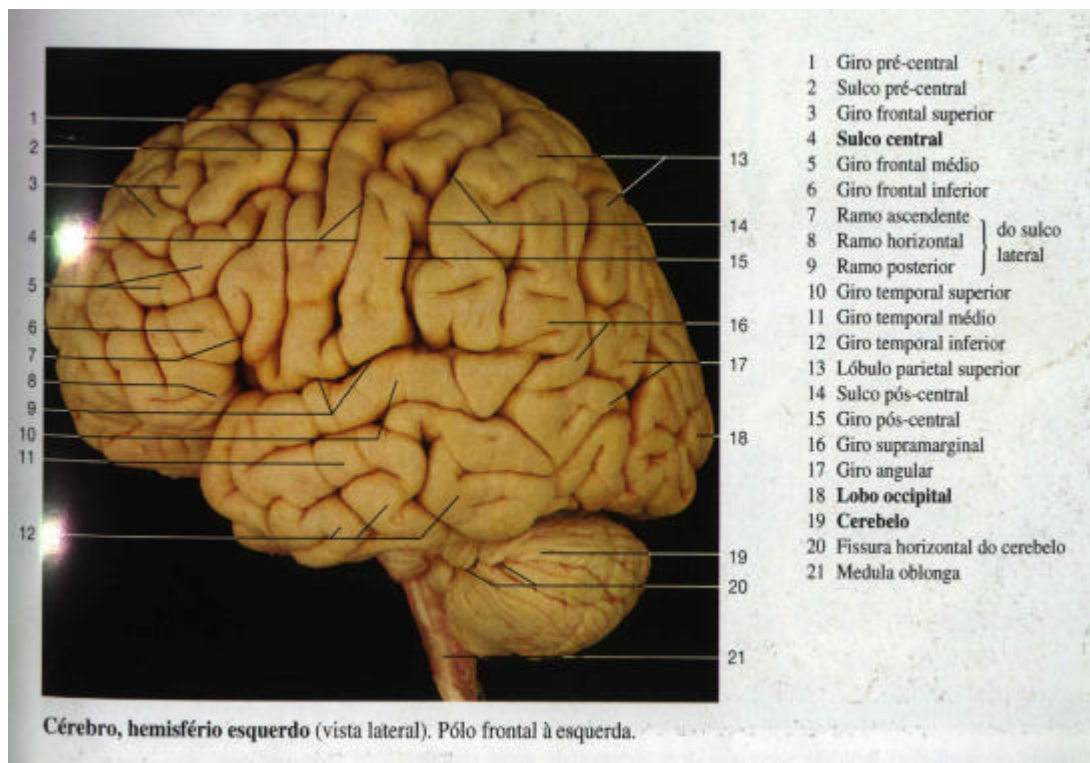 1
2
3
4
5
6
7
8
9
10
11
12
13
14
15
16
17
18
19
20
21
1 Giro pré-central
2 Sulco pré-central
3 Giro frontal superior
4 Sulco central
5 Giro frontal médio
6 Giro frontal inferior
7 Ramo ascendente
8 Ramo horizontal
9 Ramo posterior
do sulco
lateral
10 Giro temporal superior
11 Giro temporal médio
12 Giro temporal inferior
13 Lóbulo parietal superior
14 Sulco pós-central
15 Giro pós-central
16 Giro supramarginal
17 Giro angular
18 Lobo occipital
19 Cerebelo
20 Fissura horizontal do cerebelo
21 Medula oblonga
Cérebro, hemisfério esquerdo (vista lateral). Pólo frontal à esquerda.